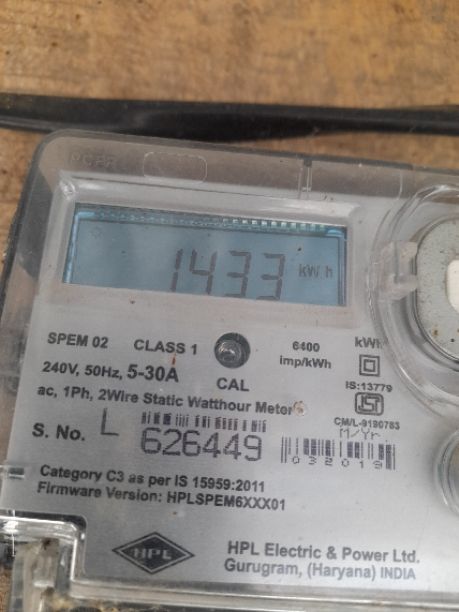 1433 kWh
SPEM 02 CLASS 1 6400 imp/kWh kWh
240V, 50Hz, 5-30A CAL
IS:13779
ac, 1Ph, 2Wire Static Watthour Meter
CM/L-9190783
M/Yr.
S. No. L 626449 032019
Category C3 as per IS 15959:2011
Firmware Version: HPLSPEM6XXX01
HPL HPL Electric & Power Ltd.
Gurugram, (Haryana) INDIA